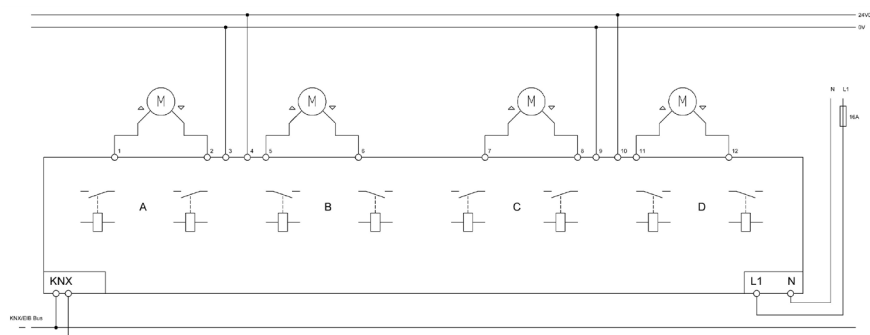 0V
N L1
16A
M M M M
1 2 3 4 5 6 7 8 9 10 11 12
A B C D
KNX L1 N
KNX/EIB Bus